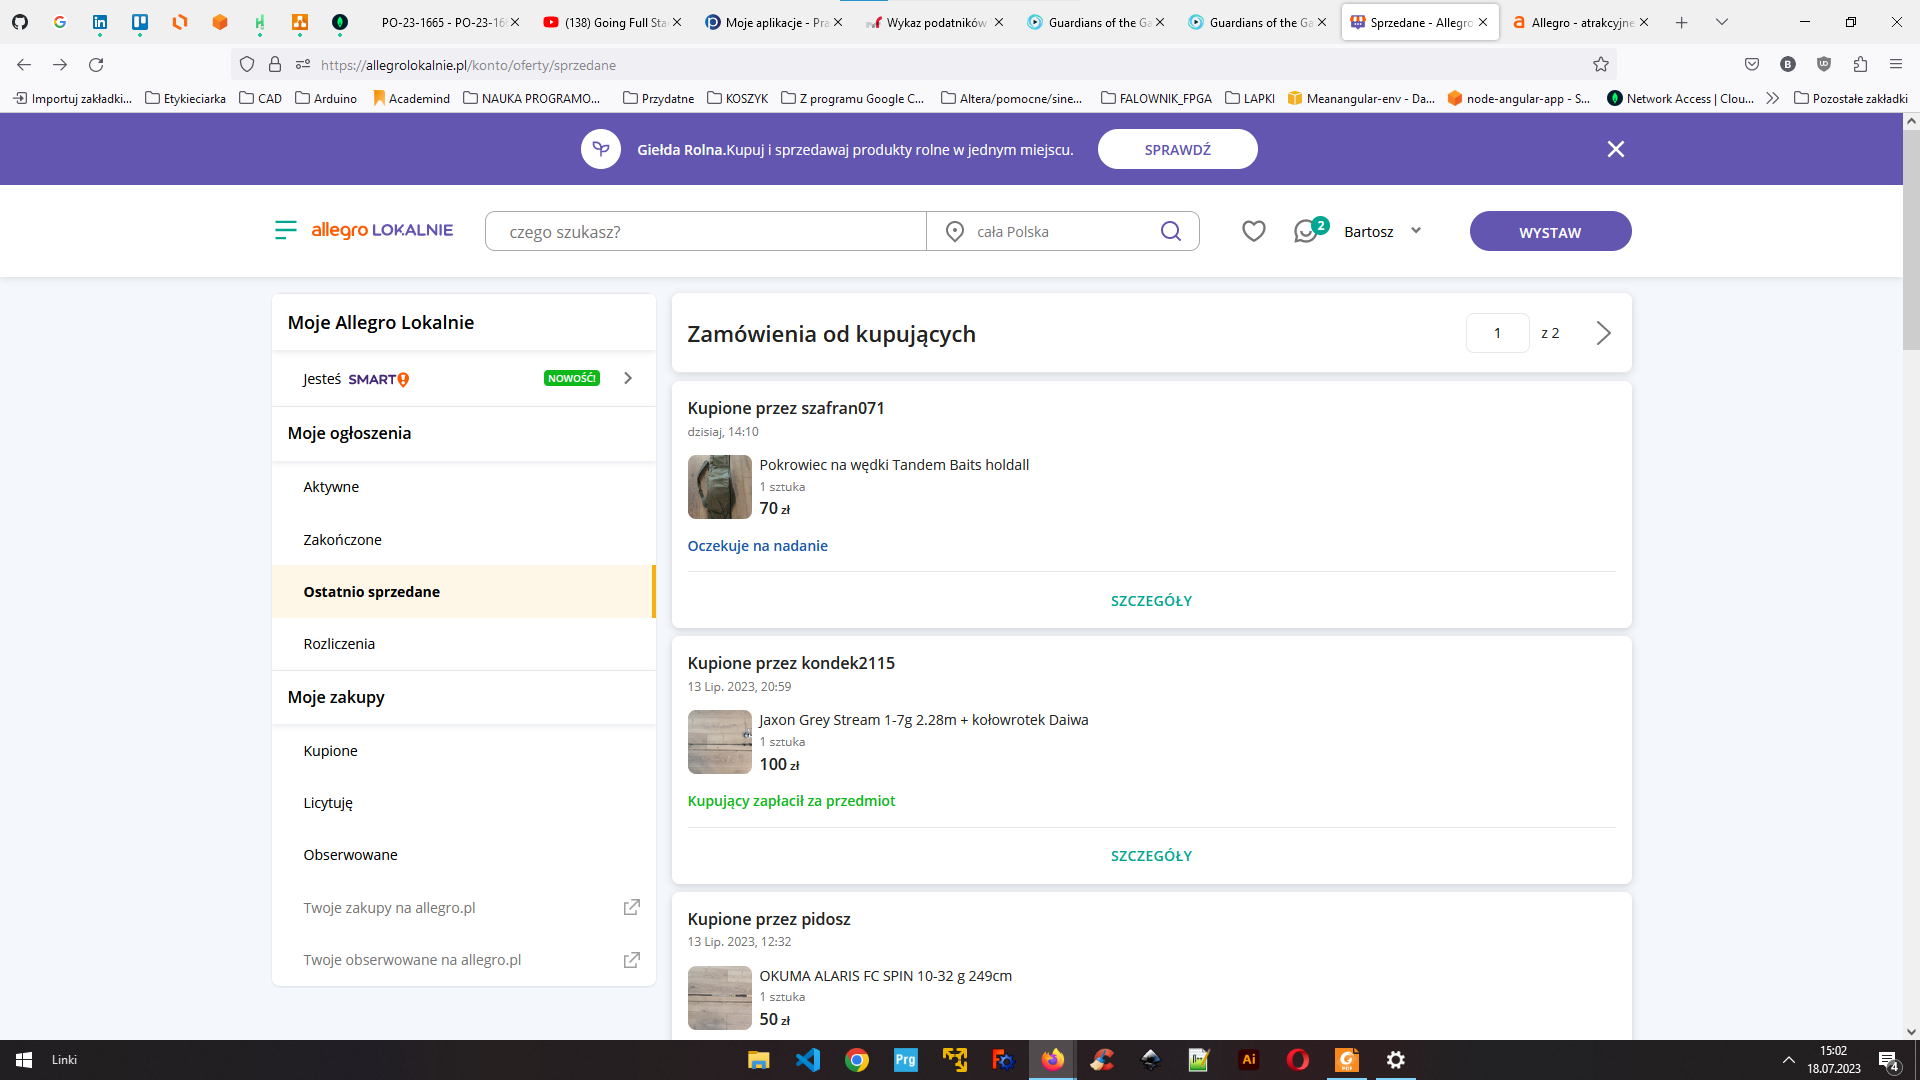 PO-23-1665 - PO-23-16
(138) Going Full Sta
Moje aplikacje - Pra
Wykaz podatników
Guardians of the Ga
Guardians of the Ga
Sprzedane - Allegro
Allegro - atrakcyjne
https://allegrolokalnie.pl/konto/oferty/sprzedane
Importuj zakładki...
Etykieciarka
CAD
Arduino
Academind
NAUKA PROGRAMO...
Przydatne
KOSZYK
Z programu Google C...
Altera/pomocne/sine...
FALOWNIK_FPGA
LAPKI
Meanangular-env - Da...
node-angular-app - S...
Network Access | Clou...
Pozostałe zakładki
Giełda Rolna.Kupuj i sprzedawaj produkty rolne w jednym miejscu.
SPRAWDŹ
allegro LOKALNIE
czego szukasz?
cała Polska
2
Bartosz
WYSTAW
Moje Allegro Lokalnie
Jesteś SMART!
NOWOŚĆ!
Moje ogłoszenia
Aktywne
Zakończone
Ostatnio sprzedane
Rozliczenia
Moje zakupy
Kupione
Licytuję
Obserwowane
Twoje zakupy na allegro.pl
Twoje obserwowane na allegro.pl
Zamówienia od kupujących
1
z 2
Kupione przez szafran071
dzisiaj, 14:10
Pokrowiec na wędki Tandem Baits holdall
1 sztuka
70 zł
Oczekuje na nadanie
SZCZEGÓŁY
Kupione przez kondek2115
13 Lip. 2023, 20:59
Jaxon Grey Stream 1-7g 2.28m + kołowrotek Daiwa
1 sztuka
100 zł
Kupujący zapłacił za przedmiot
SZCZEGÓŁY
Kupione przez pidosz
13 Lip. 2023, 12:32
OKUMA ALARIS FC SPIN 10-32 g 249cm
1 sztuka
50 zł
Linki
Prg
Ai
15:02
18.07.2023
4